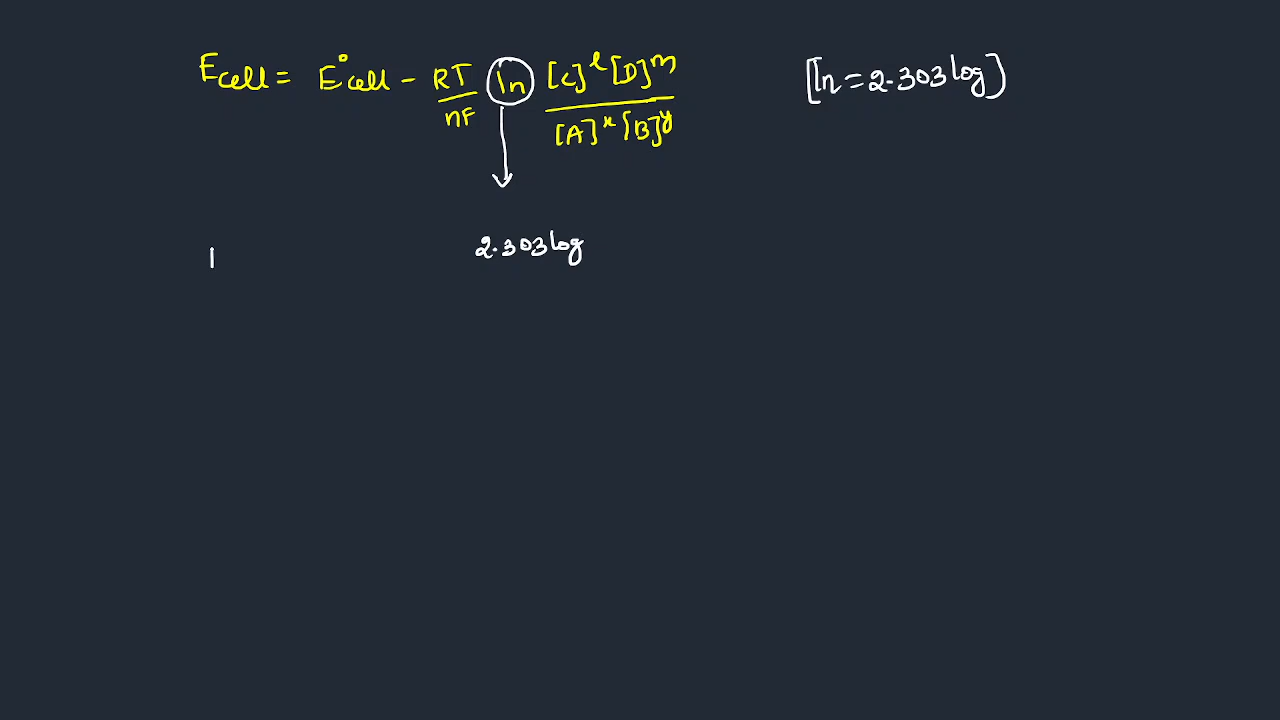 Ecell = E°cell - RT/nF ln [C]^l [D]^m / [A]^x [B]^y [ln = 2.303 log]
2.303 log